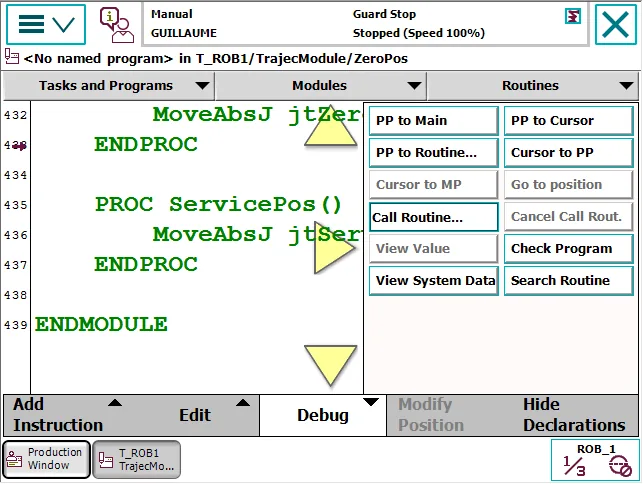 Manual
Guard Stop
GUILLAUME
Stopped (Speed 100%)
<No named program> in T_ROB1/TrajecModule/ZeroPos
Tasks and Programs
Modules
Routines
432 MoveAbsJ jtZer
433 ENDPROC
434
435 PROC ServicePos()
436 MoveAbsJ jtSer
437 ENDPROC
438
439 ENDMODULE
PP to Main
PP to Cursor
PP to Routine...
Cursor to PP
Cursor to MP
Go to position
Call Routine...
Cancel Call Rout.
View Value
Check Program
View System Data
Search Routine
Add
Instruction
Edit
Debug
Modify
Position
Hide
Declarations
Production
Window
T_ROB1
TrajecMo...
ROB_1
1/3